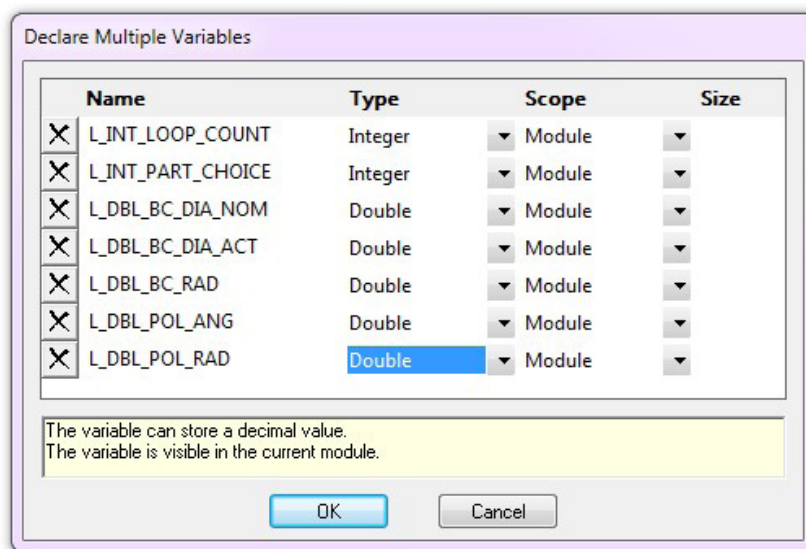 Declare Multiple Variables
Name Type Scope Size
L_INT_LOOP_COUNT Integer Module
L_INT_PART_CHOICE Integer Module
L_DBL_BC_DIA_NOM Double Module
L_DBL_BC_DIA_ACT Double Module
L_DBL_BC_RAD Double Module
L_DBL_POL_ANG Double Module
L_DBL_POL_RAD Double Module
The variable can store a decimal value.
The variable is visible in the current module.
OK Cancel